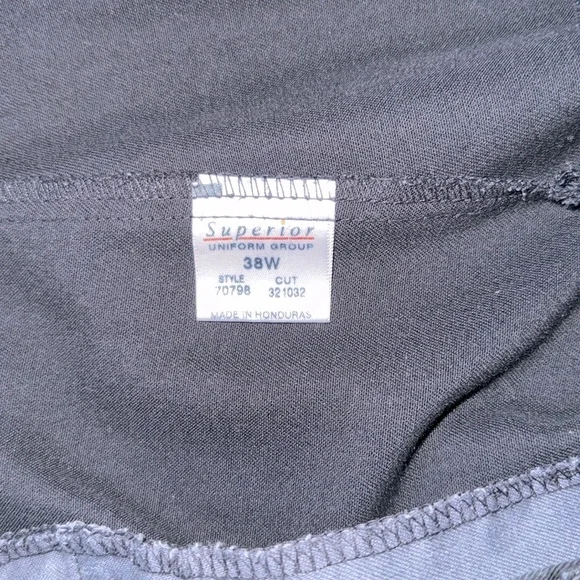 Superior
UNIFORM GROUP
38W
STYLE CUT
70798 321032
MADE IN HONDURAS